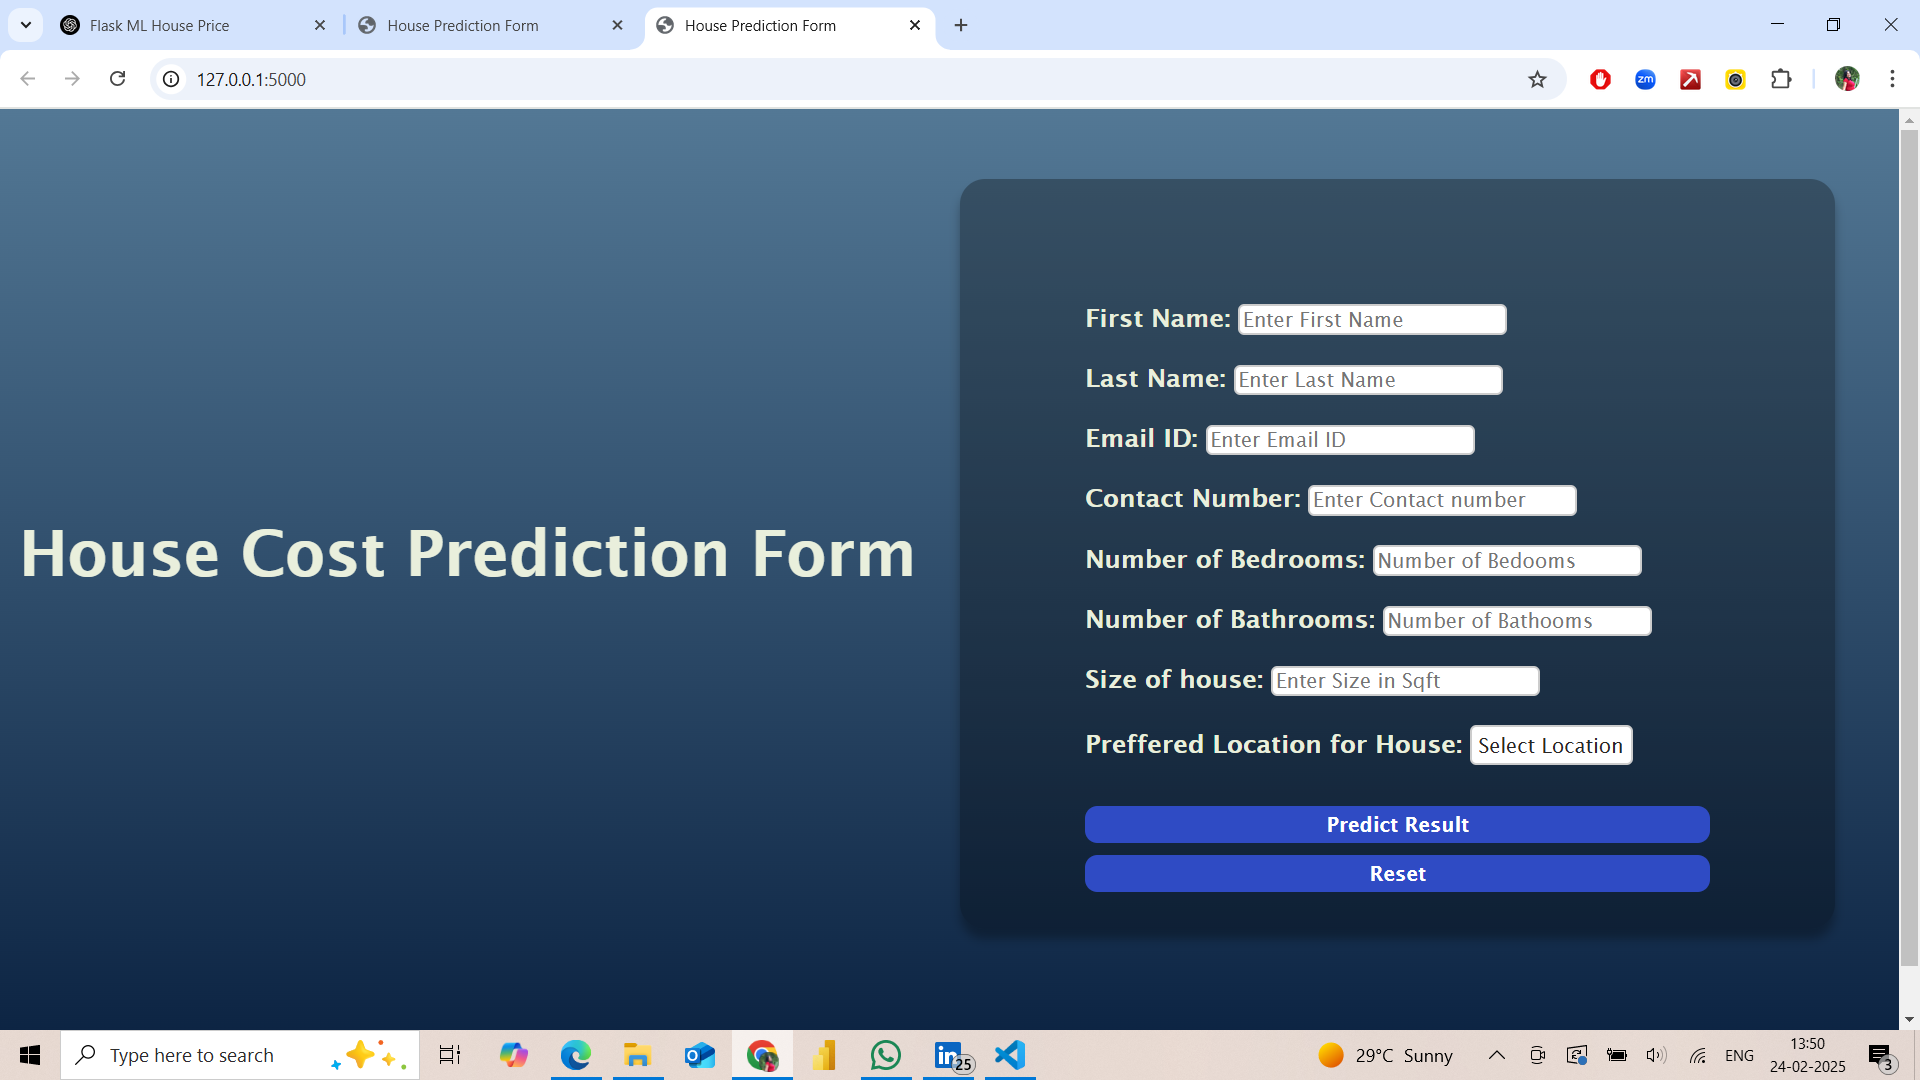 Flask ML House Price
House Prediction Form
House Prediction Form
127.0.0.1:5000
zm
House Cost Prediction Form
First Name: Enter First Name
Last Name: Enter Last Name
Email ID: Enter Email ID
Contact Number: Enter Contact number
Number of Bedrooms: Number of Bedooms
Number of Bathrooms: Number of Bathooms
Size of house: Enter Size in Sqft
Preffered Location for House: Select Location
Predict Result
Reset
Type here to search
25
29°C Sunny
ENG
13:50
24-02-2025
3